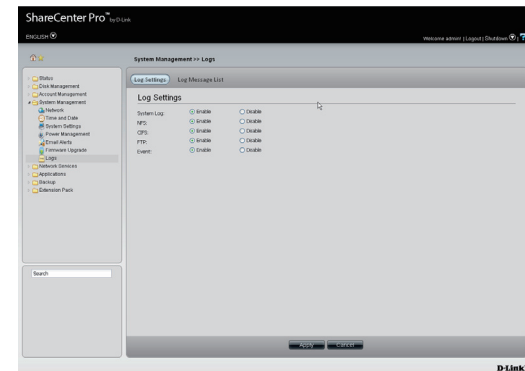 ShareCenter Pro™ by D-Link
ENGLISH
Welcome admin! | Logout | Shutdown | ?
System Management >> Logs
Status
Disk Management
Account Management
System Management
Network
Time and Date
System Settings
Power Management
Email Alerts
Firmware Upgrade
Logs
Network Services
Applications
Backup
Extension Pack
Search
Log Settings Log Message List
Log Settings
System Log: Enable Disable
NFS: Enable Disable
CIFS: Enable Disable
FTP: Enable Disable
Event: Enable Disable
Apply Cancel
D-Link